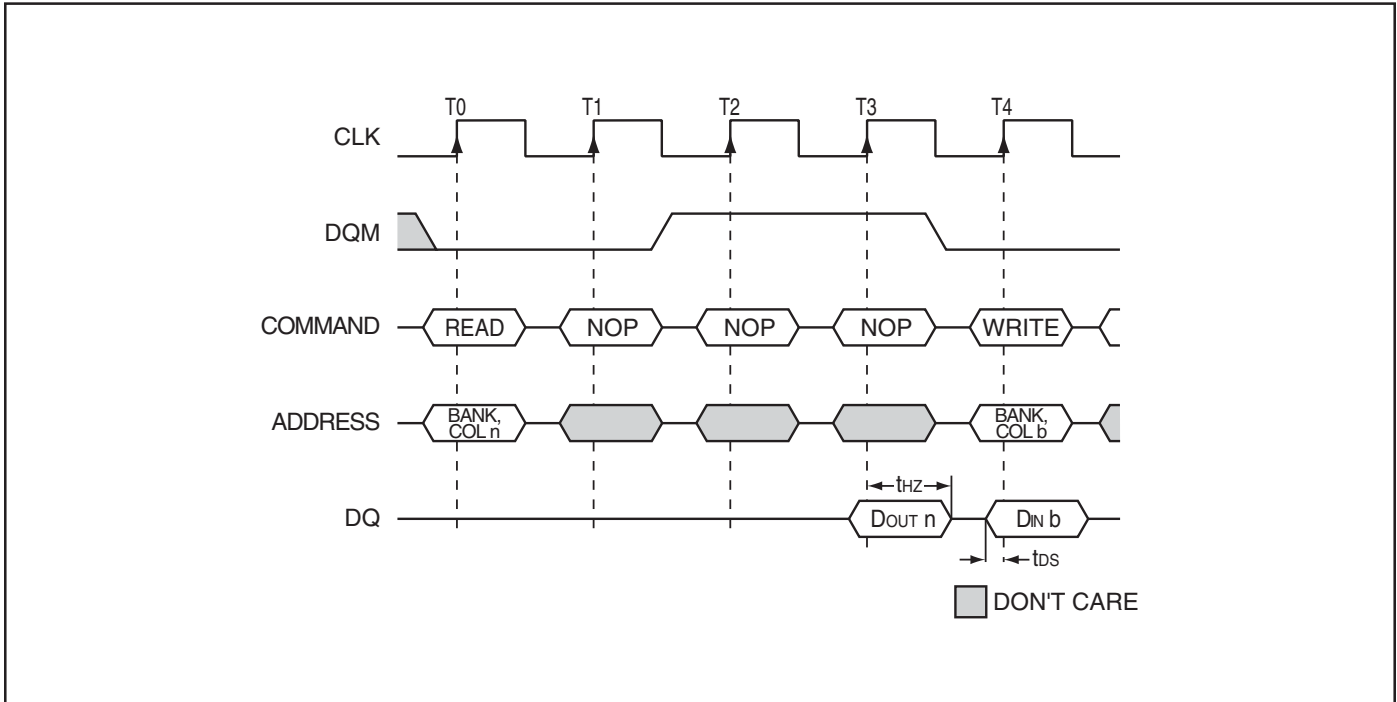 T0 T1 T2 T3 T4
CLK
DQM
COMMAND READ NOP NOP NOP WRITE
ADDRESS BANK, COL n BANK, COL b
tHZ
DQ DOUT n DIN b
tDS
DON'T CARE